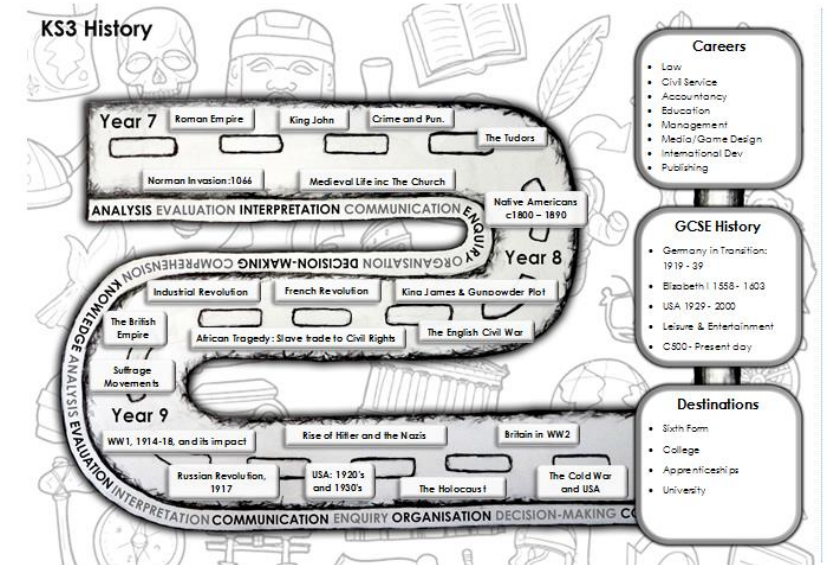 KS3 History
Year 7
Roman Empire
King John
Crime and Pun.
The Tudors
Norman Invasion:1066
Medieval Life inc The Church
Native Americans
c1800 – 1890
ANALYSIS EVALUATION INTERPRETATION COMMUNICATION ENQUIRY ORGANISATION DECISION-MAKING COMPREHENSION KNOWLEDGE ANALYSIS EVALUATION INTERPRETATION COMMUNICATION ENQUIRY ORGANISATION DECISION-MAKING CO
Year 8
King James & Gunpowder Plot
French Revolution
Industrial Revolution
The English Civil War
African Tragedy: Slave trade to Civil Rights
The British
Empire
Suffrage
Movements
Year 9
WW1, 1914-18, and its impact
Rise of Hitler and the Nazis
Britain in WW2
Russian Revolution,
1917
USA: 1920's
and 1930's
The Holocaust
The Cold War
and USA
Careers
• Law
• Civil Service
• Accountancy
• Education
• Management
• Media/Game Design
• International Dev
• Publishing
GCSE History
• Germany in Transition:
1919 - 39
• Elizabeth I 1558 - 1603
• USA 1929 - 2000
• Leisure & Entertainment
• C500 - Present day
Destinations
• Sixth Form
• College
• Apprenticeships
• University